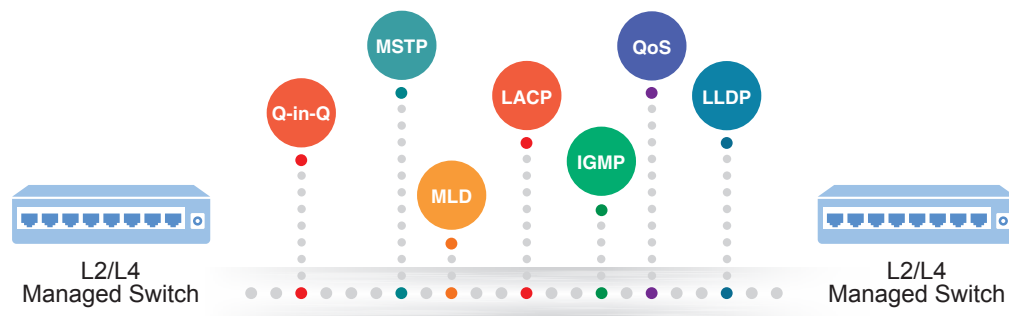 MSTP
QoS
Q-in-Q
LACP
LLDP
IGMP
MLD
L2/L4
Managed Switch
L2/L4
Managed Switch